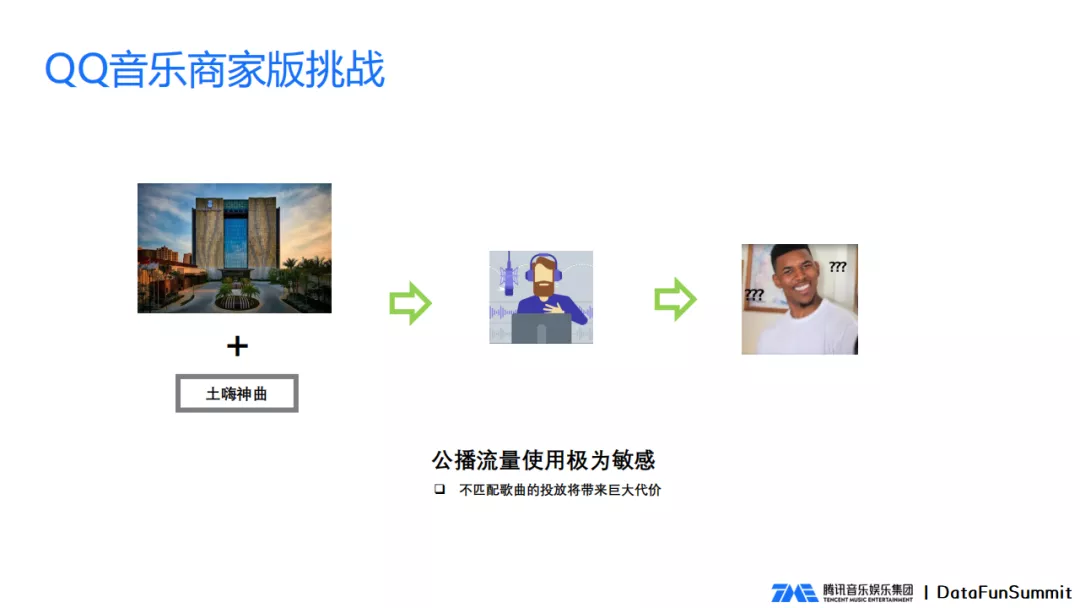 QQ音乐商家版挑战
+
土嗨神曲
???
???
公播流量使用极为敏感
不匹配歌曲的投放将带来巨大代价
TME 腾讯音乐娱乐集团 | DataFunSummit
TENCENT MUSIC ENTERTAINMENT